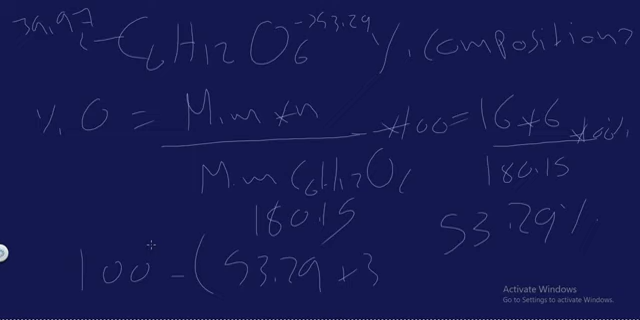 39.97 - C6H12O6 -> 53.29 % composition?
% O = M.m * n / M.m C6H12O6 * 100 = 16 * 6 / 180.15 * 100%
180.15
53.29%
100 - (53.29 + 3
Activate Windows
Go to Settings to activate Windows.